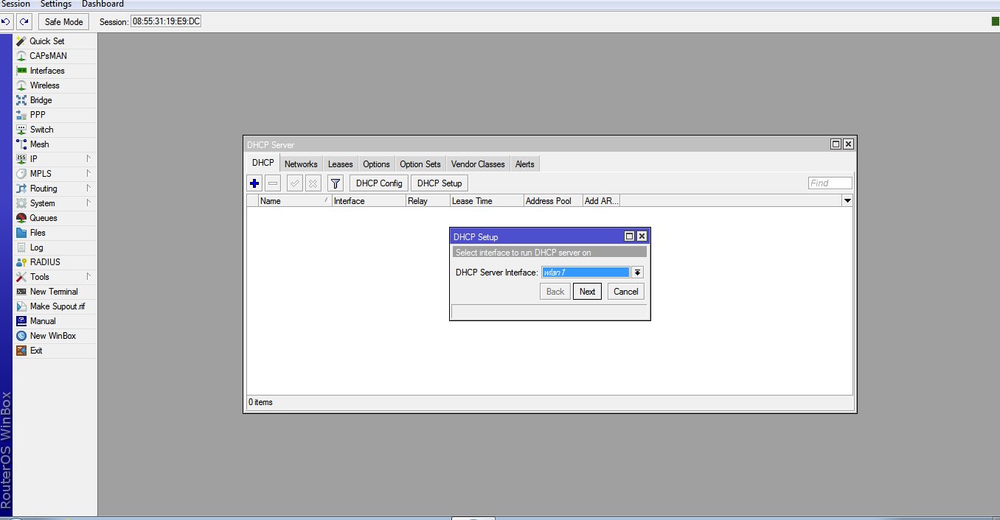 Session Settings Dashboard
Safe Mode Session: 08:55:31:19:E9:DC
Quick Set
CAPsMAN
Interfaces
Wireless
Bridge
PPP
Switch
Mesh
IP
MPLS
Routing
System
Queues
Files
Log
RADIUS
Tools
New Terminal
Make Supout.rif
Manual
New WinBox
Exit
RouterOS WinBox
DHCP Server
DHCP Networks Leases Options Option Sets Vendor Classes Alerts
DHCP Config DHCP Setup Find
Name Interface Relay Lease Time Address Pool Add AR...
DHCP Setup
Select interface to run DHCP server on
DHCP Server Interface: wlan1
Back Next Cancel
0 items